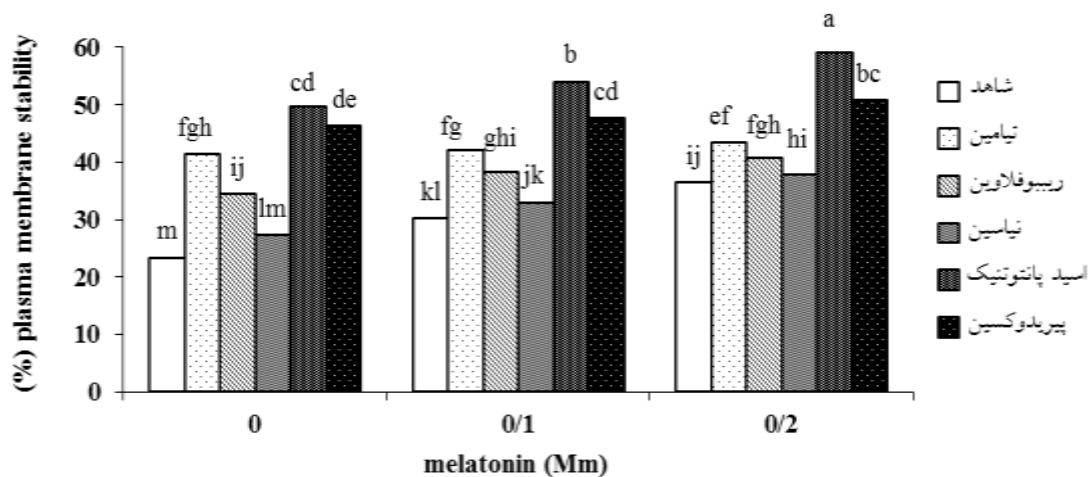 (%) plasma membrane stability
60
50
40
30
20
10
0
m
fgh
ij
lm
cd
de
kl
fg
ghi
jk
b
cd
ij
ef
fgh
hi
a
bc
0
0/1
0/2
melatonin (Mm)
شاهد
تیامین
ریبوفلاوین
نیاسین
اسید پانتوتنیک
پیریدوکسین